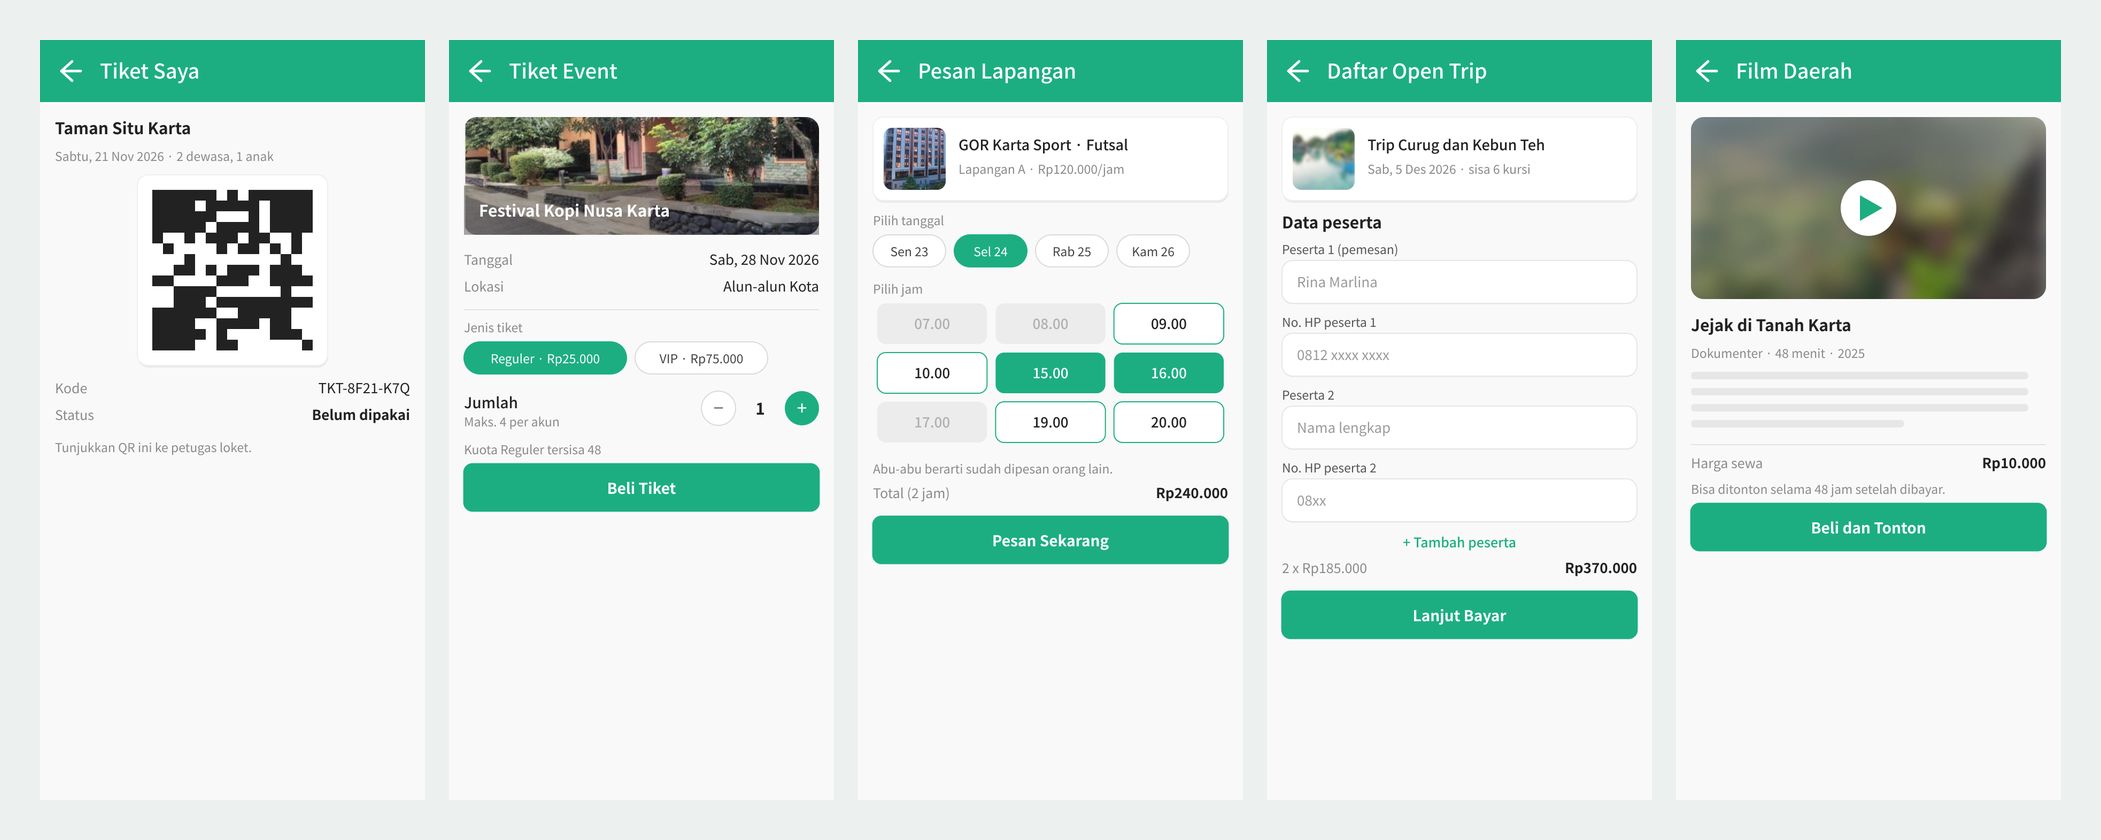 Tiket Saya
Taman Situ Karta
Sabtu, 21 Nov 2026 · 2 dewasa, 1 anak
Kode TKT-8F21-K7Q
Status Belum dipakai
Tunjukkan QR ini ke petugas loket.
Tiket Event
Festival Kopi Nusa Karta
Tanggal Sab, 28 Nov 2026
Lokasi Alun-alun Kota
Jenis tiket
Reguler · Rp25.000 VIP · Rp75.000
Jumlah
− 1 +
Maks. 4 per akun
Kuota Reguler tersisa 48
Beli Tiket
Pesan Lapangan
GOR Karta Sport · Futsal
Lapangan A · Rp120.000/jam
Pilih tanggal
Sen 23 Sel 24 Rab 25 Kam 26
Pilih jam
07.00 08.00 09.00
10.00 15.00 16.00
17.00 19.00 20.00
Abu-abu berarti sudah dipesan orang lain.
Total (2 jam) Rp240.000
Pesan Sekarang
Daftar Open Trip
Trip Curug dan Kebun Teh
Sab, 5 Des 2026 · sisa 6 kursi
Data peserta
Peserta 1 (pemesan)
Rina Marlina
No. HP peserta 1
0812 xxxx xxxx
Peserta 2
Nama lengkap
No. HP peserta 2
08xx
+ Tambah peserta
2 x Rp185.000 Rp370.000
Lanjut Bayar
Film Daerah
Jejak di Tanah Karta
Dokumenter · 48 menit · 2025
Harga sewa Rp10.000
Bisa ditonton selama 48 jam setelah dibayar.
Beli dan Tonton